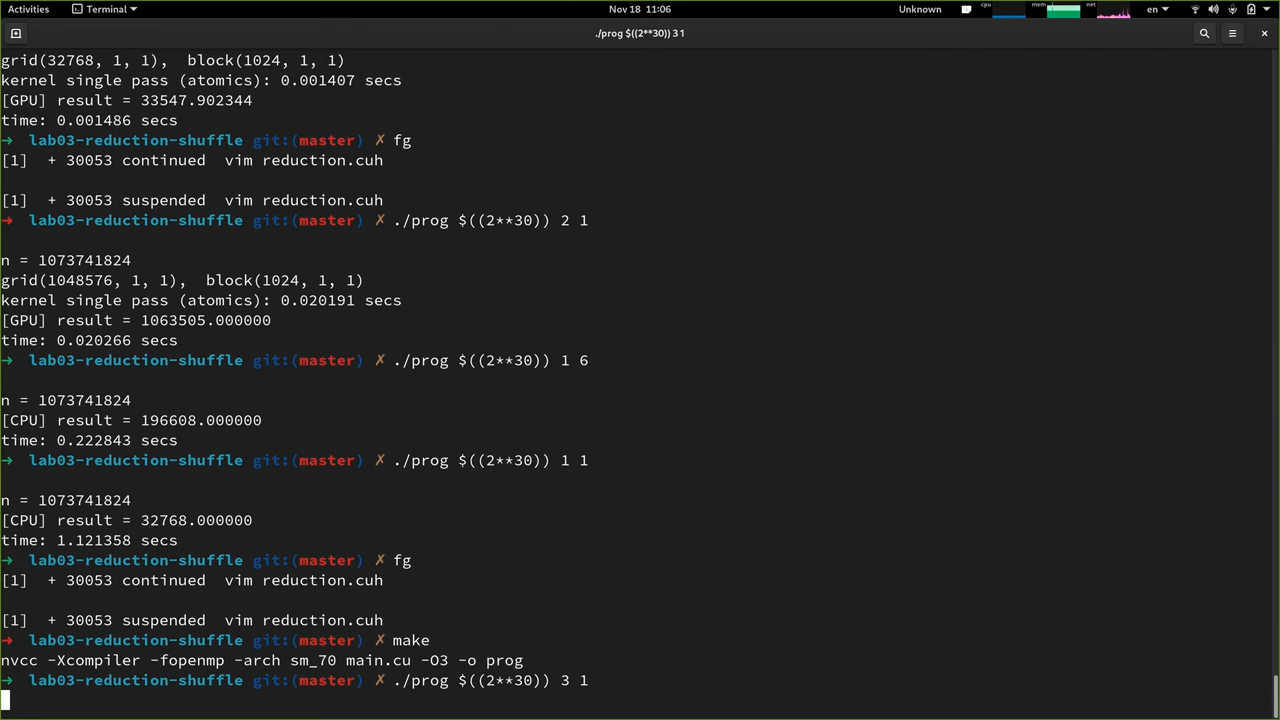 Activities
Terminal
Nov 18 11:06
Unknown
cpu
mem
net
en
./prog $((2**30)) 3 1
grid(32768, 1, 1),  block(1024, 1, 1)
kernel single pass (atomics): 0.001407 secs
[GPU] result = 33547.902344
time: 0.001486 secs
→  lab03-reduction-shuffle git:(master) ✗ fg
[1]  + 30053 continued  vim reduction.cuh
[1]  + 30053 suspended  vim reduction.cuh
→  lab03-reduction-shuffle git:(master) ✗ ./prog $((2**30)) 2 1
n = 1073741824
grid(1048576, 1, 1),  block(1024, 1, 1)
kernel single pass (atomics): 0.020191 secs
[GPU] result = 1063505.000000
time: 0.020266 secs
→  lab03-reduction-shuffle git:(master) ✗ ./prog $((2**30)) 1 6
n = 1073741824
[CPU] result = 196608.000000
time: 0.222843 secs
→  lab03-reduction-shuffle git:(master) ✗ ./prog $((2**30)) 1 1
n = 1073741824
[CPU] result = 32768.000000
time: 1.121358 secs
→  lab03-reduction-shuffle git:(master) ✗ fg
[1]  + 30053 continued  vim reduction.cuh
[1]  + 30053 suspended  vim reduction.cuh
→  lab03-reduction-shuffle git:(master) ✗ make
nvcc -Xcompiler -fopenmp -arch sm_70 main.cu -O3 -o prog
→  lab03-reduction-shuffle git:(master) ✗ ./prog $((2**30)) 3 1